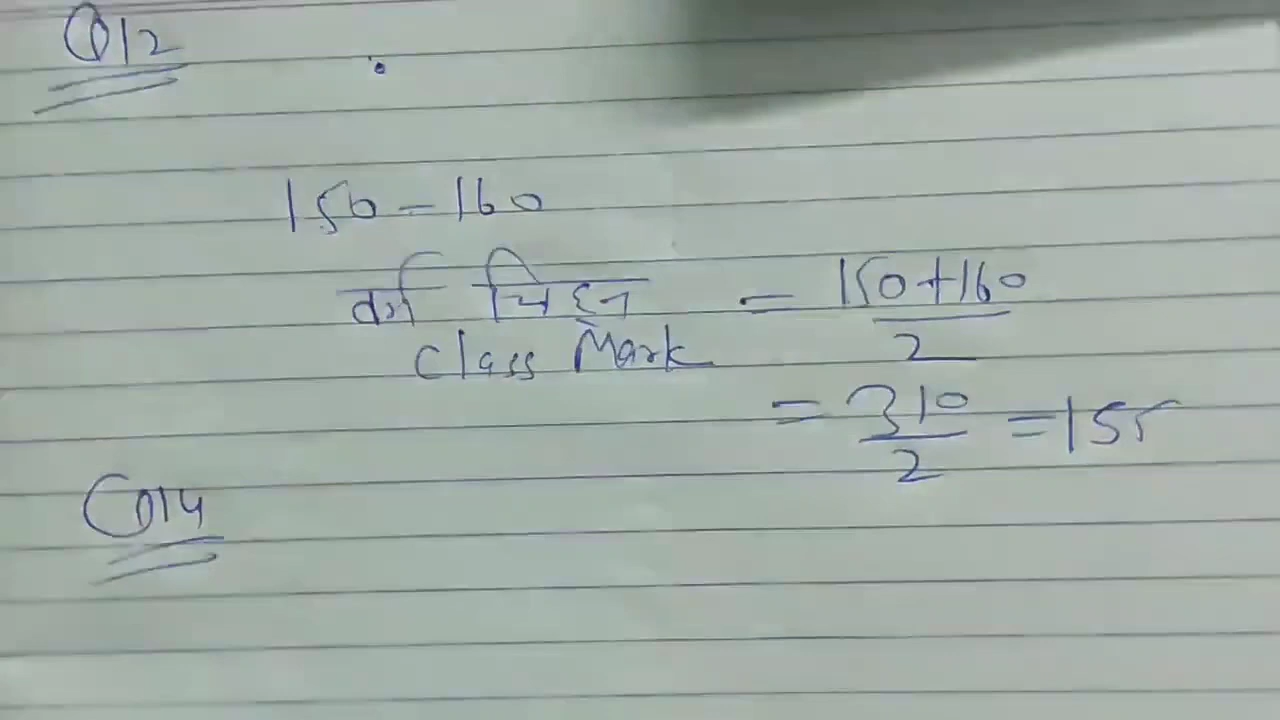 Q12
150-160
वर्ग चिह्न = 150+160/2
Class Mark
= 310/2 = 155
Q14